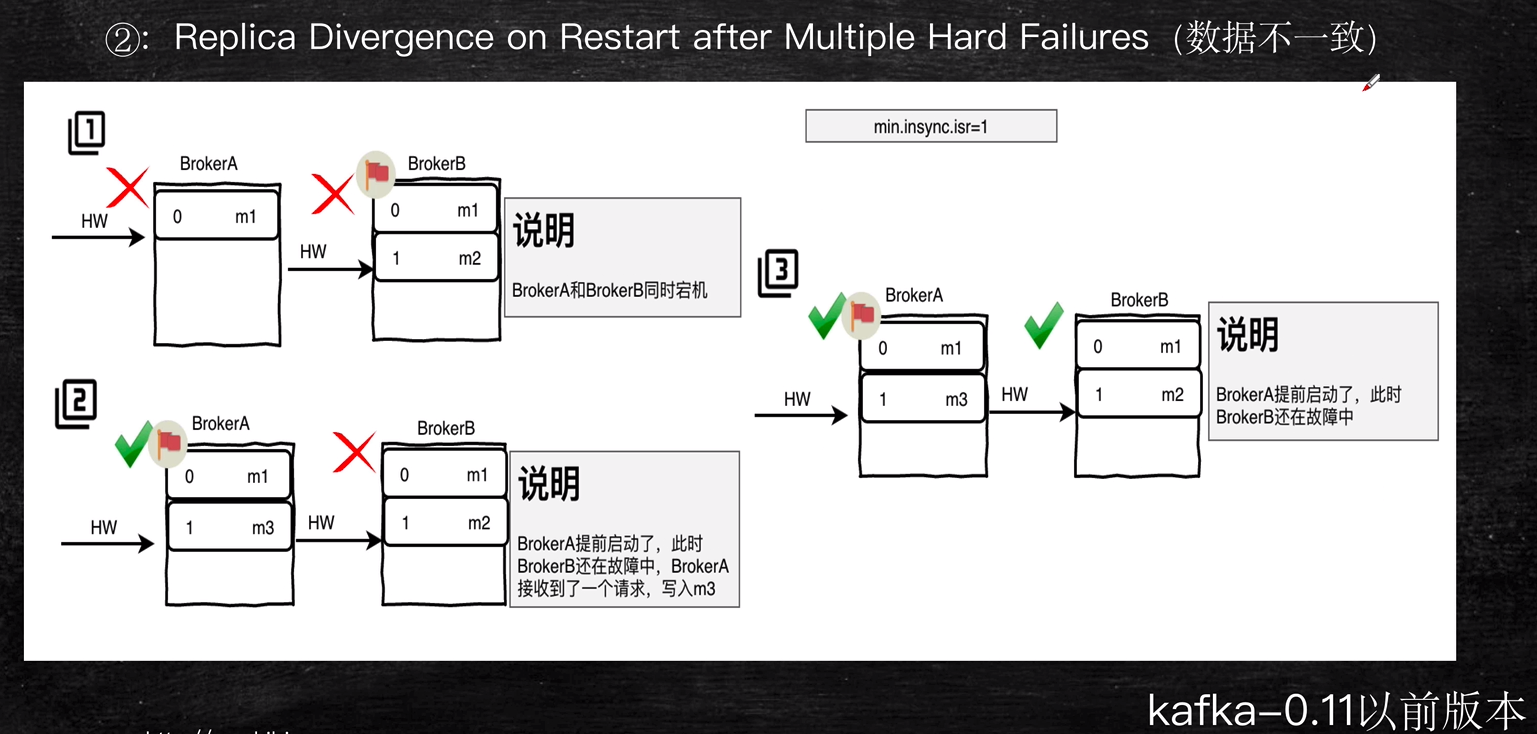 ②：Replica Divergence on Restart after Multiple Hard Failures（数据不一致）
min.insync.isr=1
1
BrokerA
BrokerB
HW
0 m1
HW
0 m1
1 m2
说明
BrokerA和BrokerB同时宕机
2
BrokerA
BrokerB
HW
0 m1
1 m3
HW
0 m1
1 m2
说明
BrokerA提前启动了，此时
BrokerB还在故障中，BrokerA
接收到了一个请求，写入m3
3
BrokerA
BrokerB
HW
0 m1
1 m3
HW
0 m1
1 m2
说明
BrokerA提前启动了，此时
BrokerB还在故障中
kafka-0.11以前版本